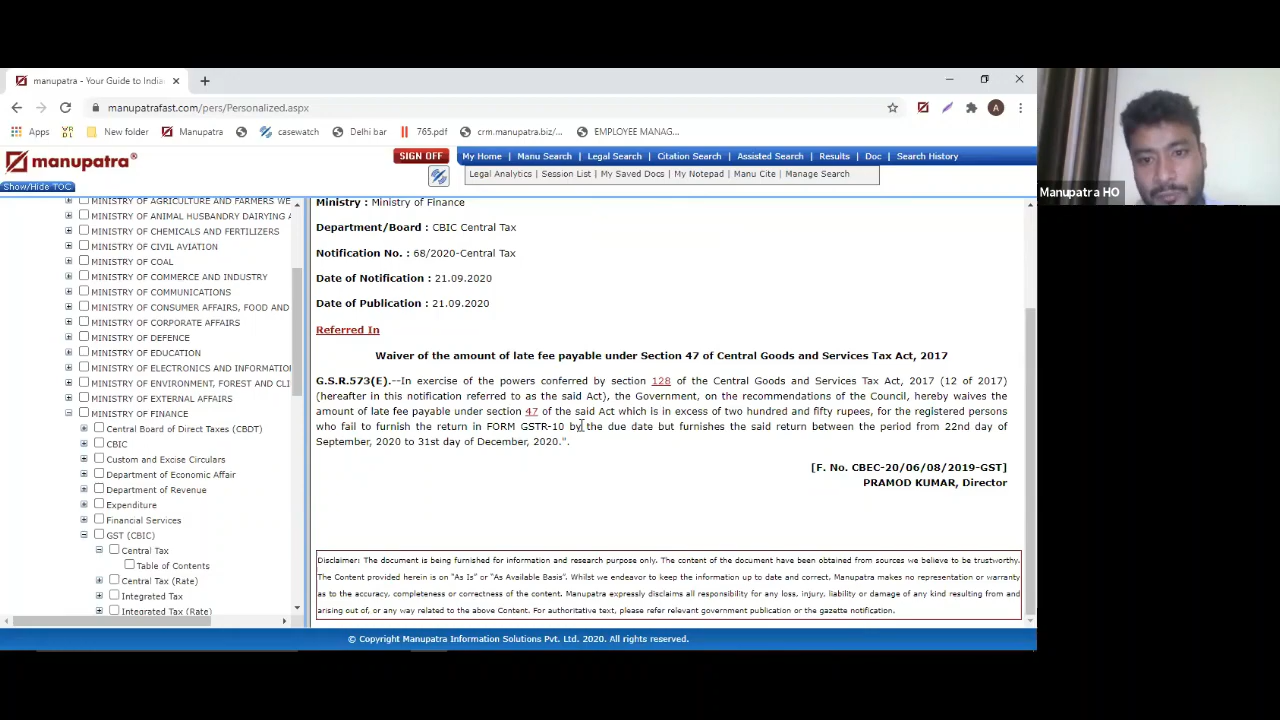 manupatra - Your Guide to India
manupatrafast.com/pers/Personalized.aspx
A
Apps
New folder
Manupatra
casewatch
Delhi bar
765.pdf
crm.manupatra.biz/...
EMPLOYEE MANAG...
manupatra®
SIGN OFF
My Home | Manu Search | Legal Search | Citation Search | Assisted Search | Results | Doc | Search History
Legal Analytics | Session List | My Saved Docs | My Notepad | Manu Cite | Manage Search
Manupatra HO
Show/Hide TOC
MINISTRY OF AGRICULTURE AND FARMERS WE
MINISTRY OF ANIMAL HUSBANDRY DAIRYING A
MINISTRY OF CHEMICALS AND FERTILIZERS
MINISTRY OF CIVIL AVIATION
MINISTRY OF COAL
MINISTRY OF COMMERCE AND INDUSTRY
MINISTRY OF COMMUNICATIONS
MINISTRY OF CONSUMER AFFAIRS, FOOD AND
MINISTRY OF CORPORATE AFFAIRS
MINISTRY OF DEFENCE
MINISTRY OF EDUCATION
MINISTRY OF ELECTRONICS AND INFORMATIO
MINISTRY OF ENVIRONMENT, FOREST AND CLI
MINISTRY OF EXTERNAL AFFAIRS
MINISTRY OF FINANCE
Central Board of Direct Taxes (CBDT)
CBIC
Custom and Excise Circulars
Department of Economic Affair
Department of Revenue
Expenditure
Financial Services
GST (CBIC)
Central Tax
Table of Contents
Central Tax (Rate)
Integrated Tax
Integrated Tax (Rate)
Ministry : Ministry of Finance
Department/Board : CBIC Central Tax
Notification No. : 68/2020-Central Tax
Date of Notification : 21.09.2020
Date of Publication : 21.09.2020
Referred In
Waiver of the amount of late fee payable under Section 47 of Central Goods and Services Tax Act, 2017
G.S.R.573(E).--In exercise of the powers conferred by section 128 of the Central Goods and Services Tax Act, 2017 (12 of 2017)
(hereafter in this notification referred to as the said Act), the Government, on the recommendations of the Council, hereby waives the
amount of late fee payable under section 47 of the said Act which is in excess of two hundred and fifty rupees, for the registered persons
who fail to furnish the return in FORM GSTR-10 by the due date but furnishes the said return between the period from 22nd day of
September, 2020 to 31st day of December, 2020.".
[F. No. CBEC-20/06/08/2019-GST]
PRAMOD KUMAR, Director
Disclaimer: The document is being furnished for information and research purpose only. The content of the document have been obtained from sources we believe to be trustworthy.
The Content provided herein is on "As Is" or "As Available Basis". Whilst we endeavor to keep the information up to date and correct, Manupatra makes no representation or warranty
as to the accuracy, completeness or correctness of the content. Manupatra expressly disclaims all responsibility for any loss, injury, liability or damage of any kind resulting from and
arising out of, or any way related to the above Content. For authoritative text, please refer relevant government publication or the gazette notification.
© Copyright Manupatra Information Solutions Pvt. Ltd. 2020. All rights reserved.